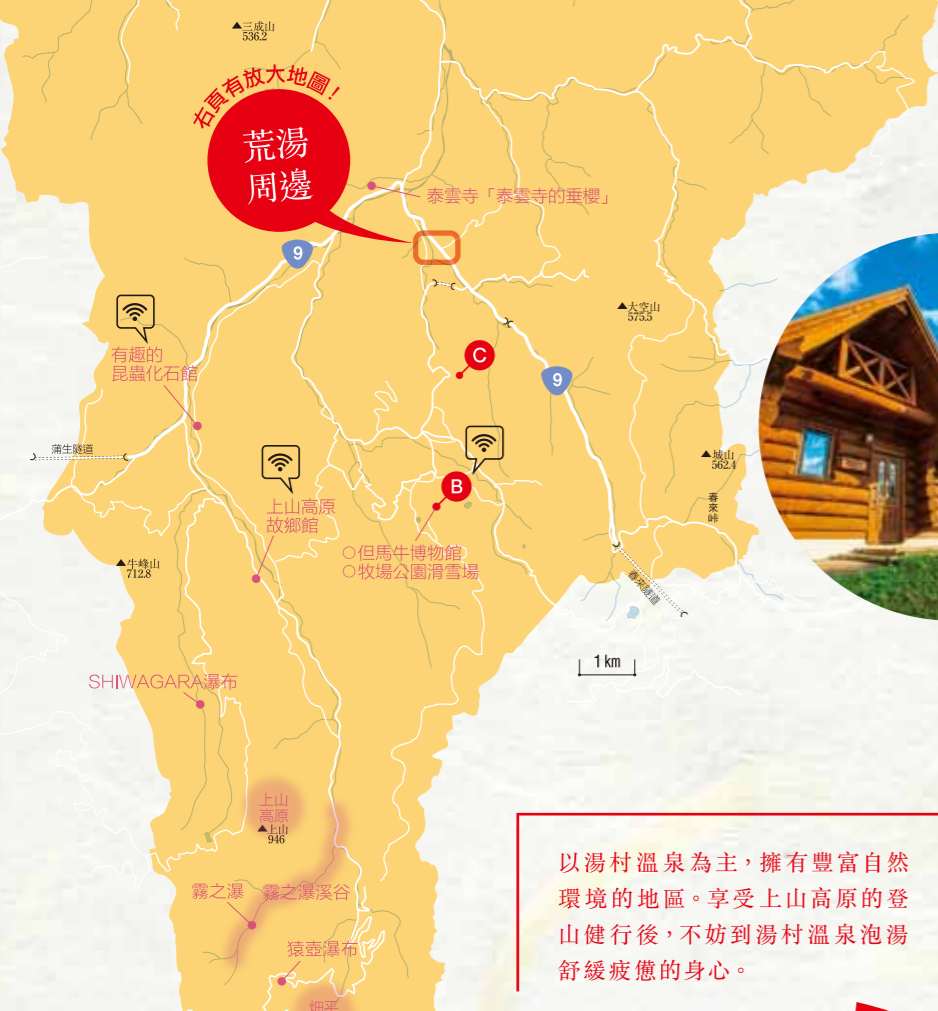 ▲三成山
536.2
右頁有放大地圖！
荒湯
周邊
泰雲寺「泰雲寺的垂櫻」
9
▲大空山
575.5
有趣的
昆蟲化石館
C
9
蒲生隧道
▲城山
562.4
春來峠
上山高原
故鄉館
B
○但馬牛博物館
○牧場公園滑雪場
▲牛峰山
712.8
春來隧道
1 km
SHIWAGARA瀑布
上山
高原
▲上山
946
霧之瀑
霧之瀑溪谷
猿壺瀑布
畑平
以湯村溫泉為主，擁有豐富自然
環境的地區。享受上山高原的登
山健行後，不妨到湯村溫泉泡湯
舒緩疲憊的身心。